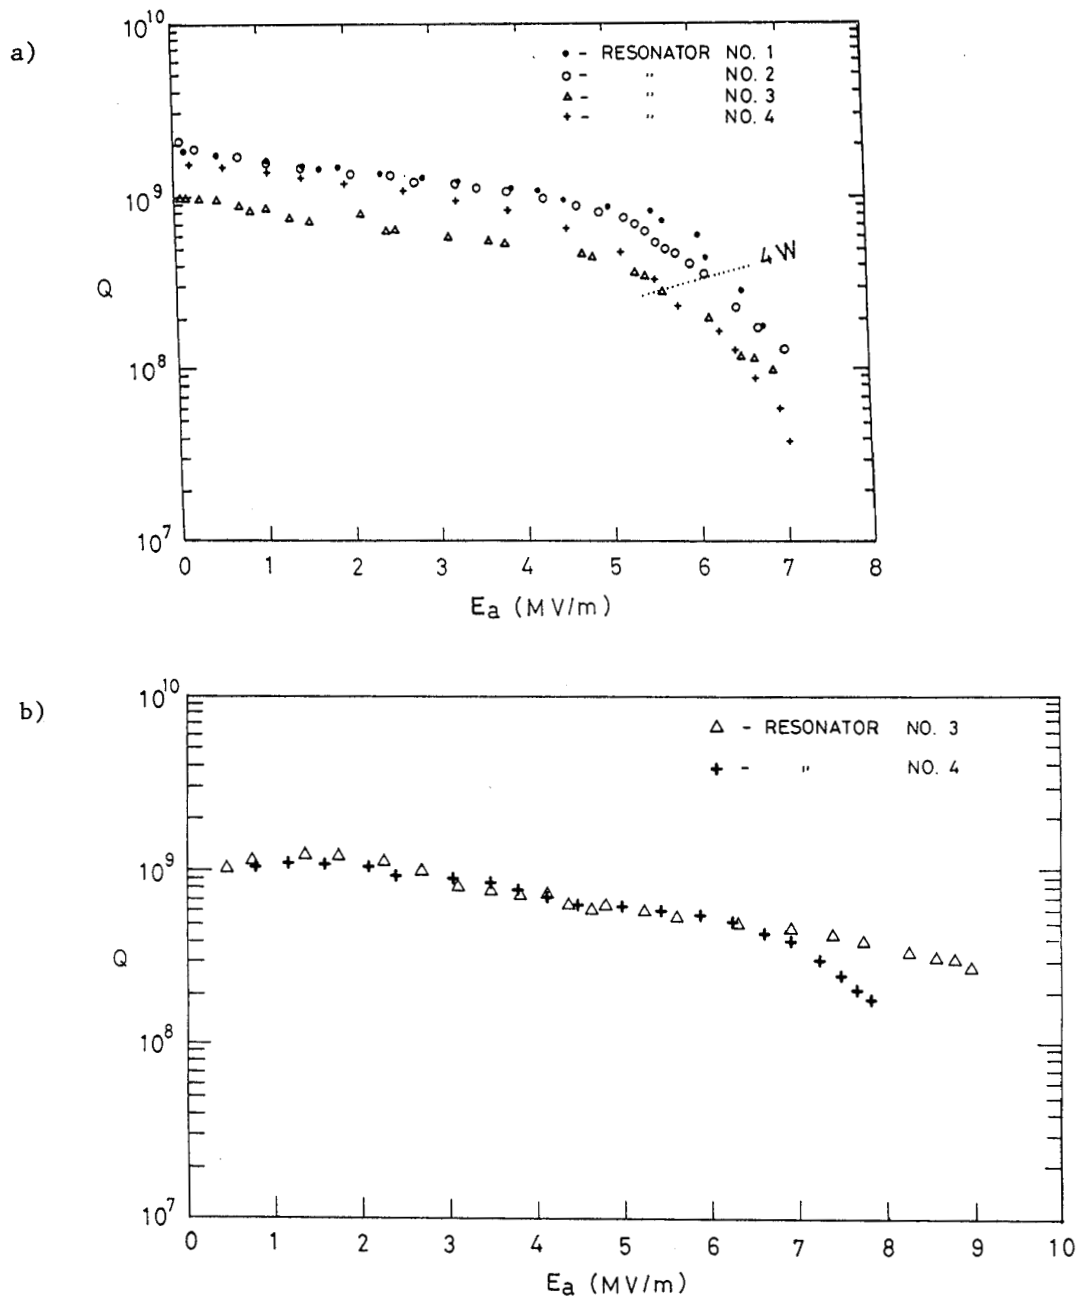 a)
10^10
• - RESONATOR NO. 1
o - " NO. 2
△ - " NO. 3
+ - " NO. 4
10^9
4W
Q
10^8
10^7
0 1 2 3 4 5 6 7 8
Ea (MV/m)
b)
10^10
△ - RESONATOR NO. 3
+ - " NO. 4
10^9
Q
10^8
10^7
0 1 2 3 4 5 6 7 8 9 10
Ea (MV/m)